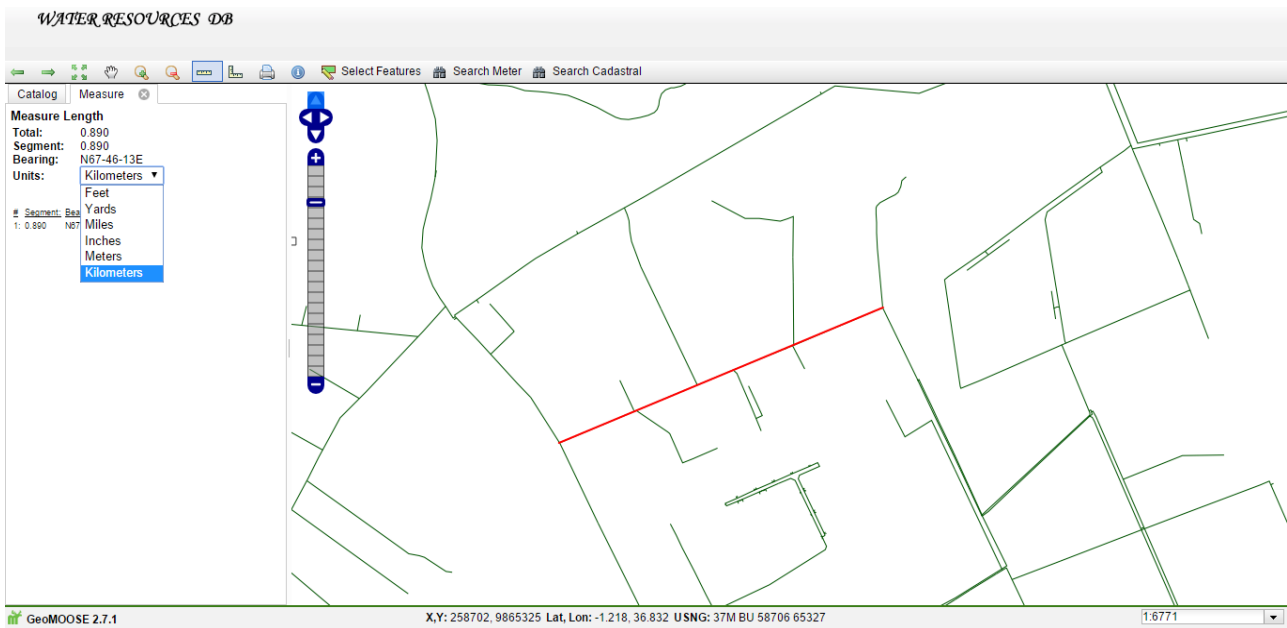 WATER RESOURCES DB
Select Features Search Meter Search Cadastral
Catalog Measure
Measure Length
Total: 0.890
Segment: 0.890
Bearing: N67-46-13E
Units: Kilometers
Feet
Yards
Miles
Inches
Meters
Kilometers
# Segment: Bea
1: 0.890 N67
GeoMOOSE 2.7.1 X,Y: 258702, 9865325 Lat, Lon: -1.218, 36.832 USNG: 37M BU 58706 65327 1:6771